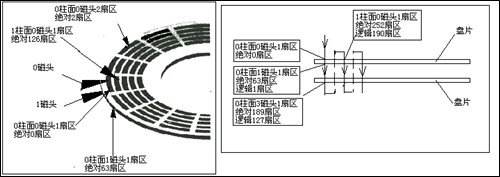 0柱面0磁头2扇区
绝对2扇区
1柱面0磁头1扇区
绝对126扇区
0磁头
1磁头
0柱面0磁头1扇区
绝对0扇区
0柱面1磁头1扇区
绝对63扇区
0柱面0磁头1扇区
绝对0扇区
1柱面0磁头1扇区
绝对252扇区
逻辑190扇区
盘片
0柱面1磁头1扇区
绝对63扇区
逻辑1扇区
0柱面3磁头1扇区
绝对189扇区
逻辑127扇区
盘片